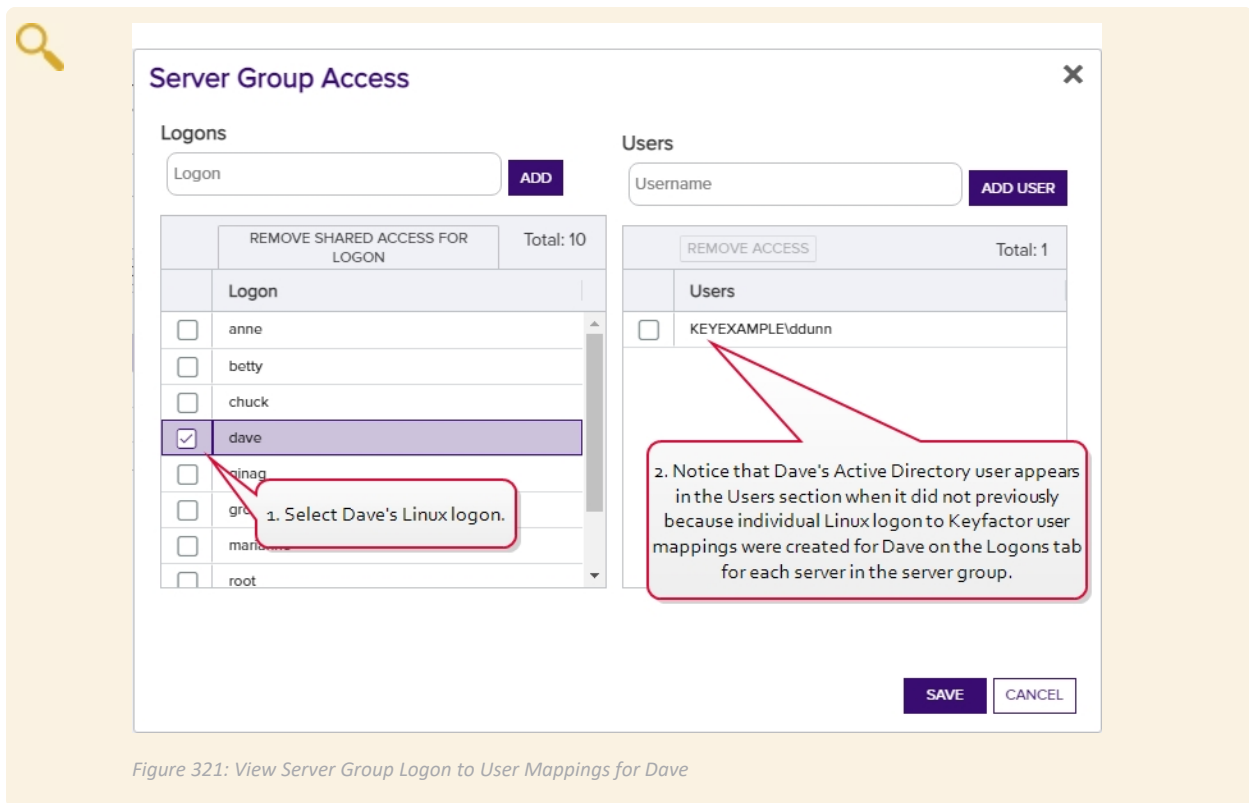 Server Group Access
Logons
Logon
ADD
REMOVE SHARED ACCESS FOR
LOGON
Total: 10
Logon
anne
betty
chuck
dave
ginag
root
1. Select Dave's Linux logon.
Users
Username
ADD USER
REMOVE ACCESS
Total: 1
Users
KEYEXAMPLE\ddunn
2. Notice that Dave's Active Directory user appears
in the Users section when it did not previously
because individual Linux logon to Keyfactor user
mappings were created for Dave on the Logons tab
for each server in the server group.
SAVE
CANCEL
Figure 321: View Server Group Logon to User Mappings for Dave